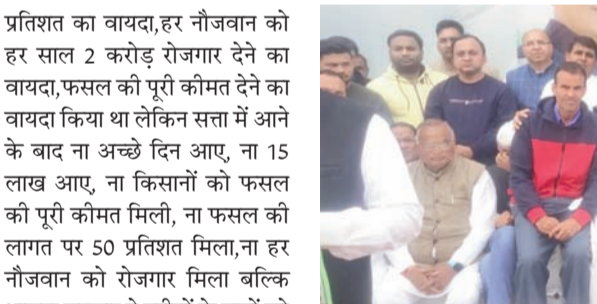 प्रतिशत का वायदा,हर नौजवान को
हर साल 2 करोड़ रोजगार देने का
वायदा,फसल की पूरी कीमत देने का
वायदा किया था लेकिन सत्ता में आने
के बाद ना अच्छे दिन आए, ना 15
लाख आए, ना किसानों को फसल
की पूरी कीमत मिली, ना फसल की
लागत पर 50 प्रतिशत मिला,ना हर
नौजवान को रोजगार मिला बल्कि